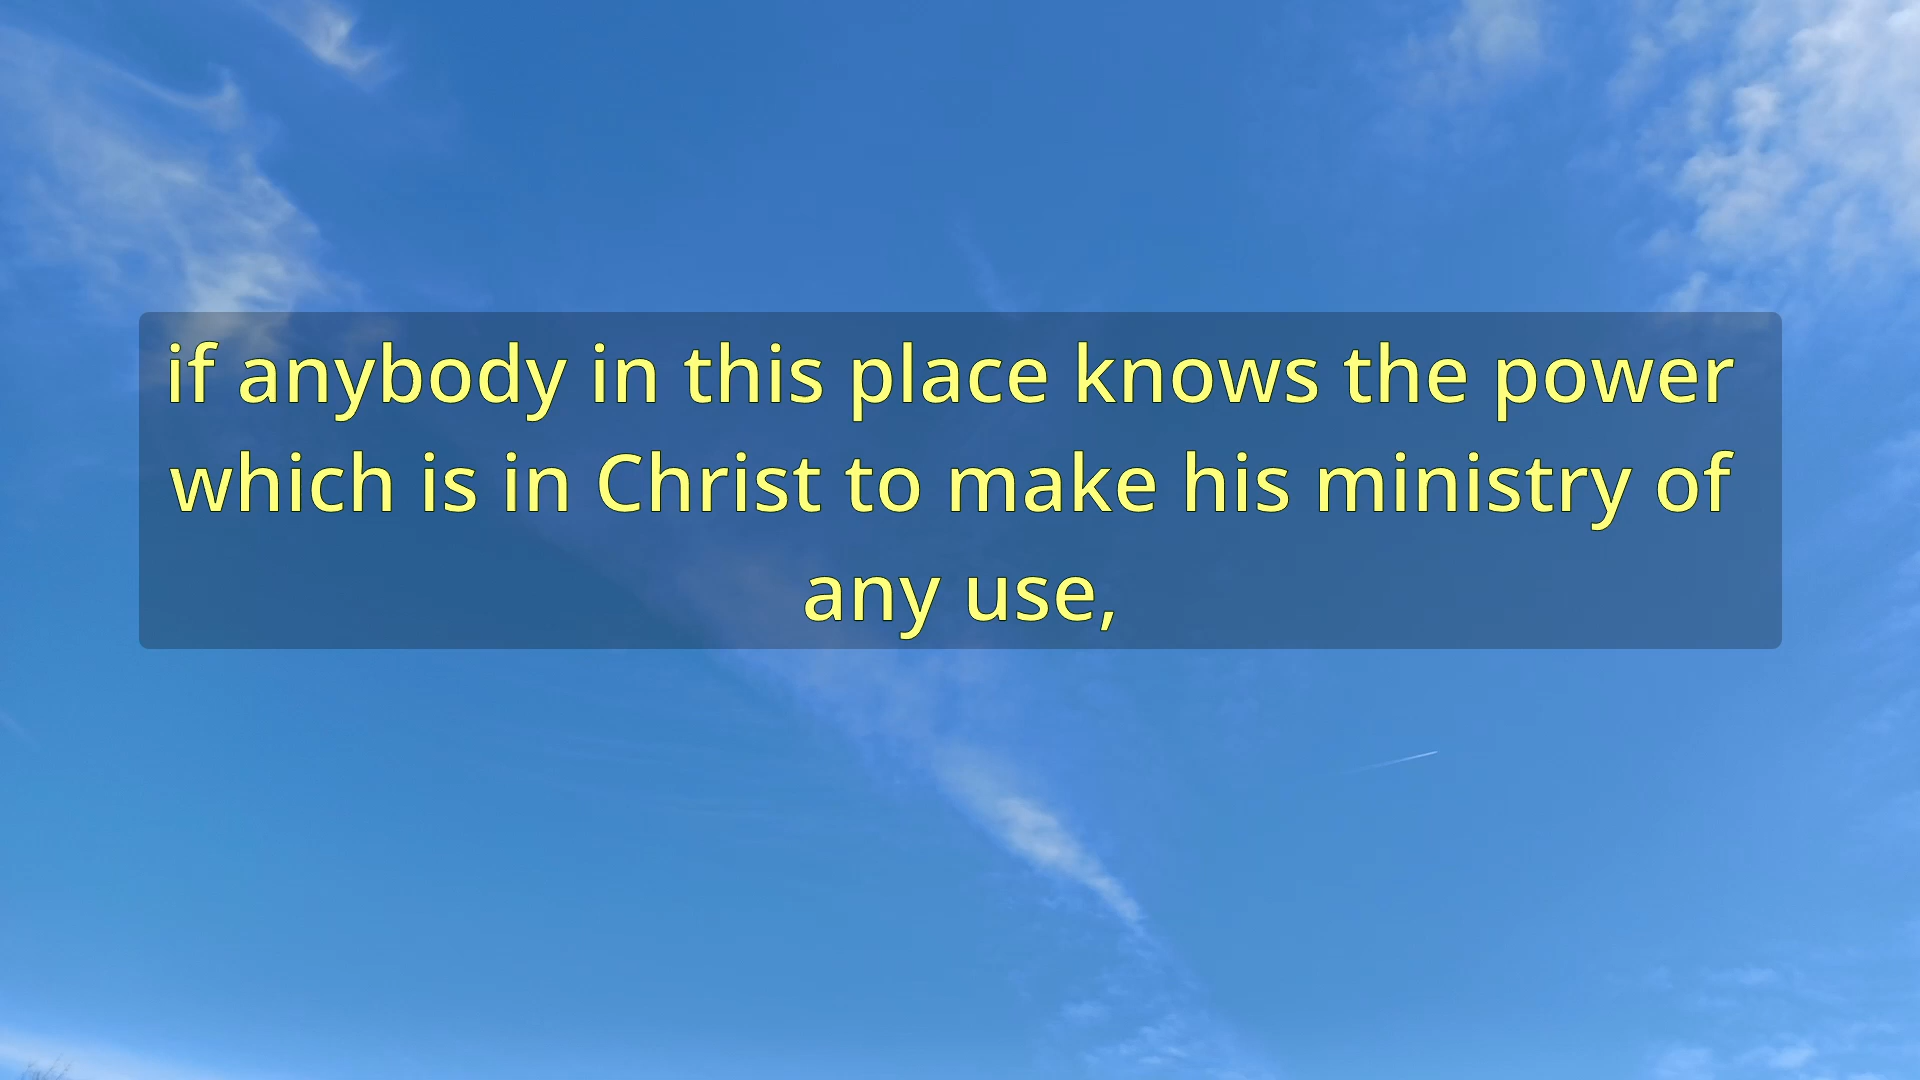 if anybody in this place knows the power
which is in Christ to make his ministry of
any use,